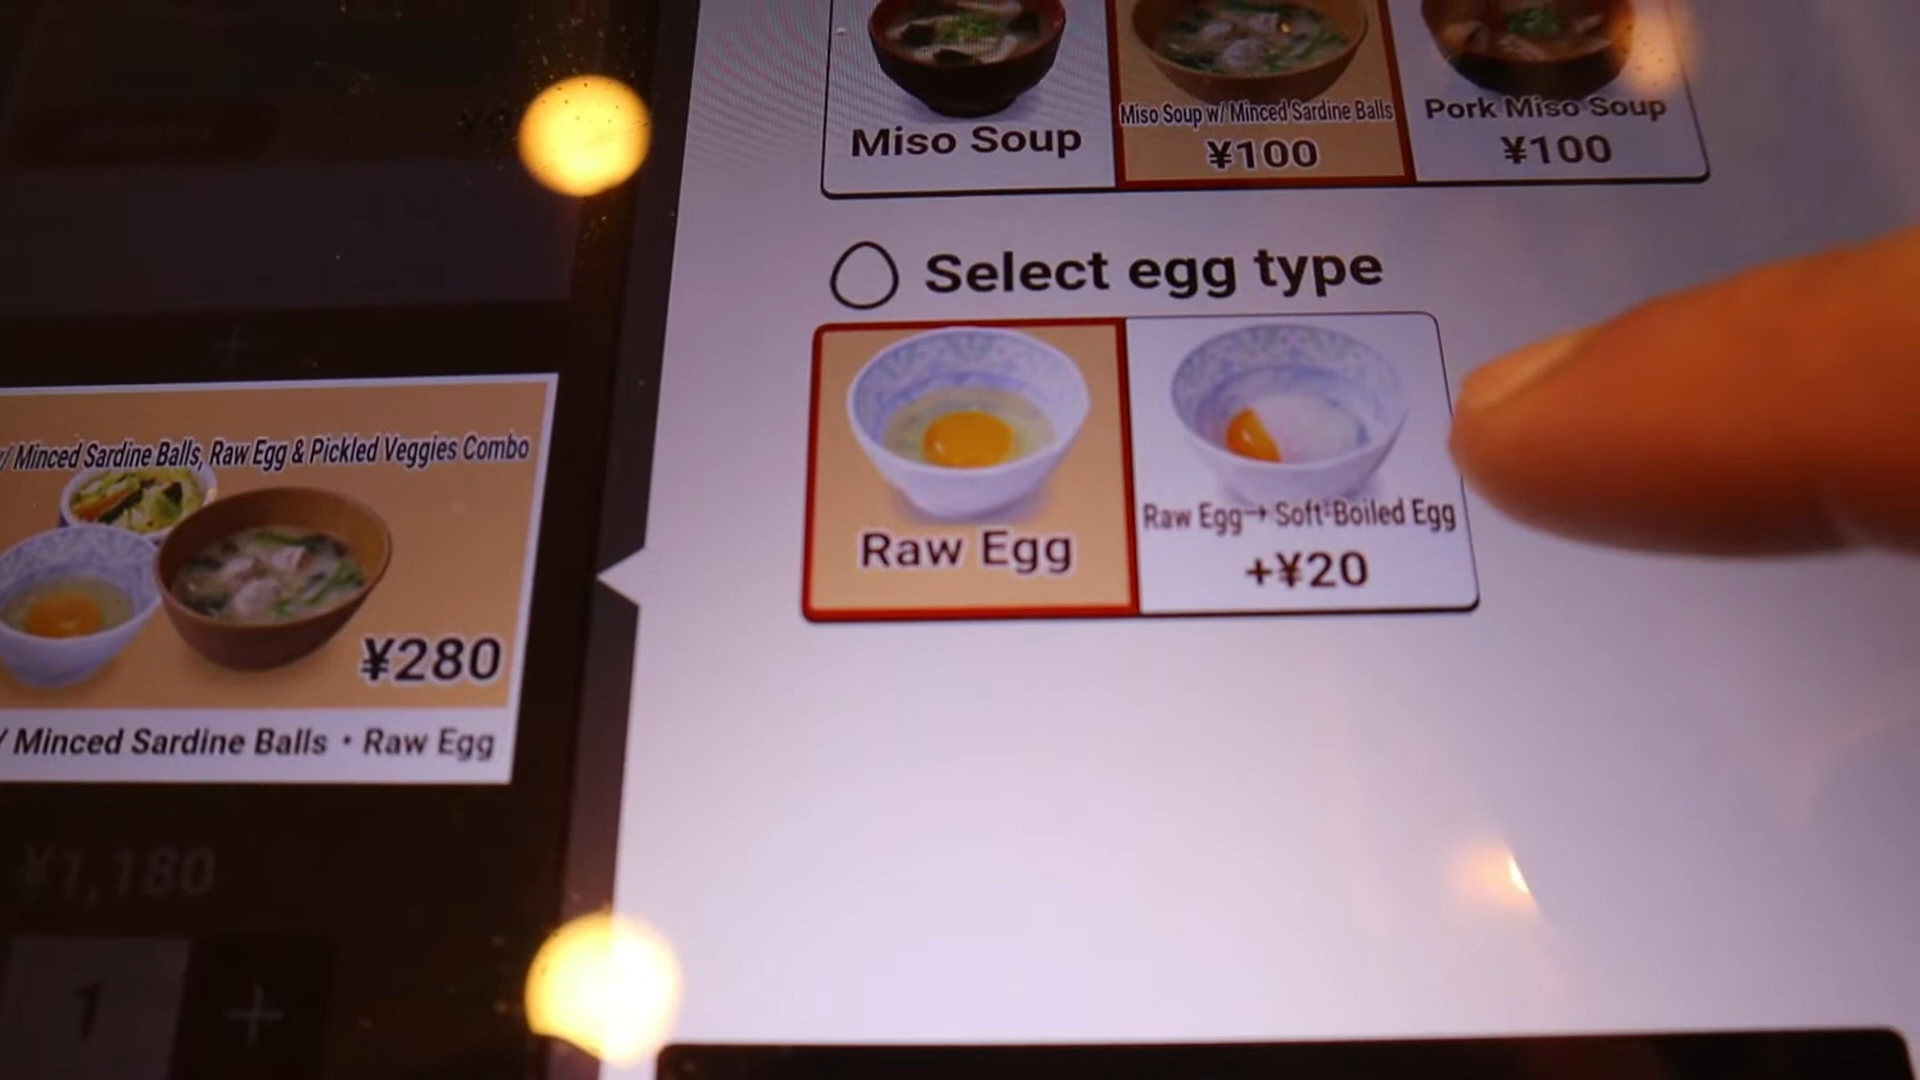 Miso Soup
Miso Soup w/ Minced Sardine Balls
¥100
Pork Miso Soup
¥100
Select egg type
Raw Egg
Raw Egg→ Soft-Boiled Egg
+¥20
w/ Minced Sardine Balls, Raw Egg & Pickled Veggies Combo
¥280
/ Minced Sardine Balls・Raw Egg
¥1,180
1 +